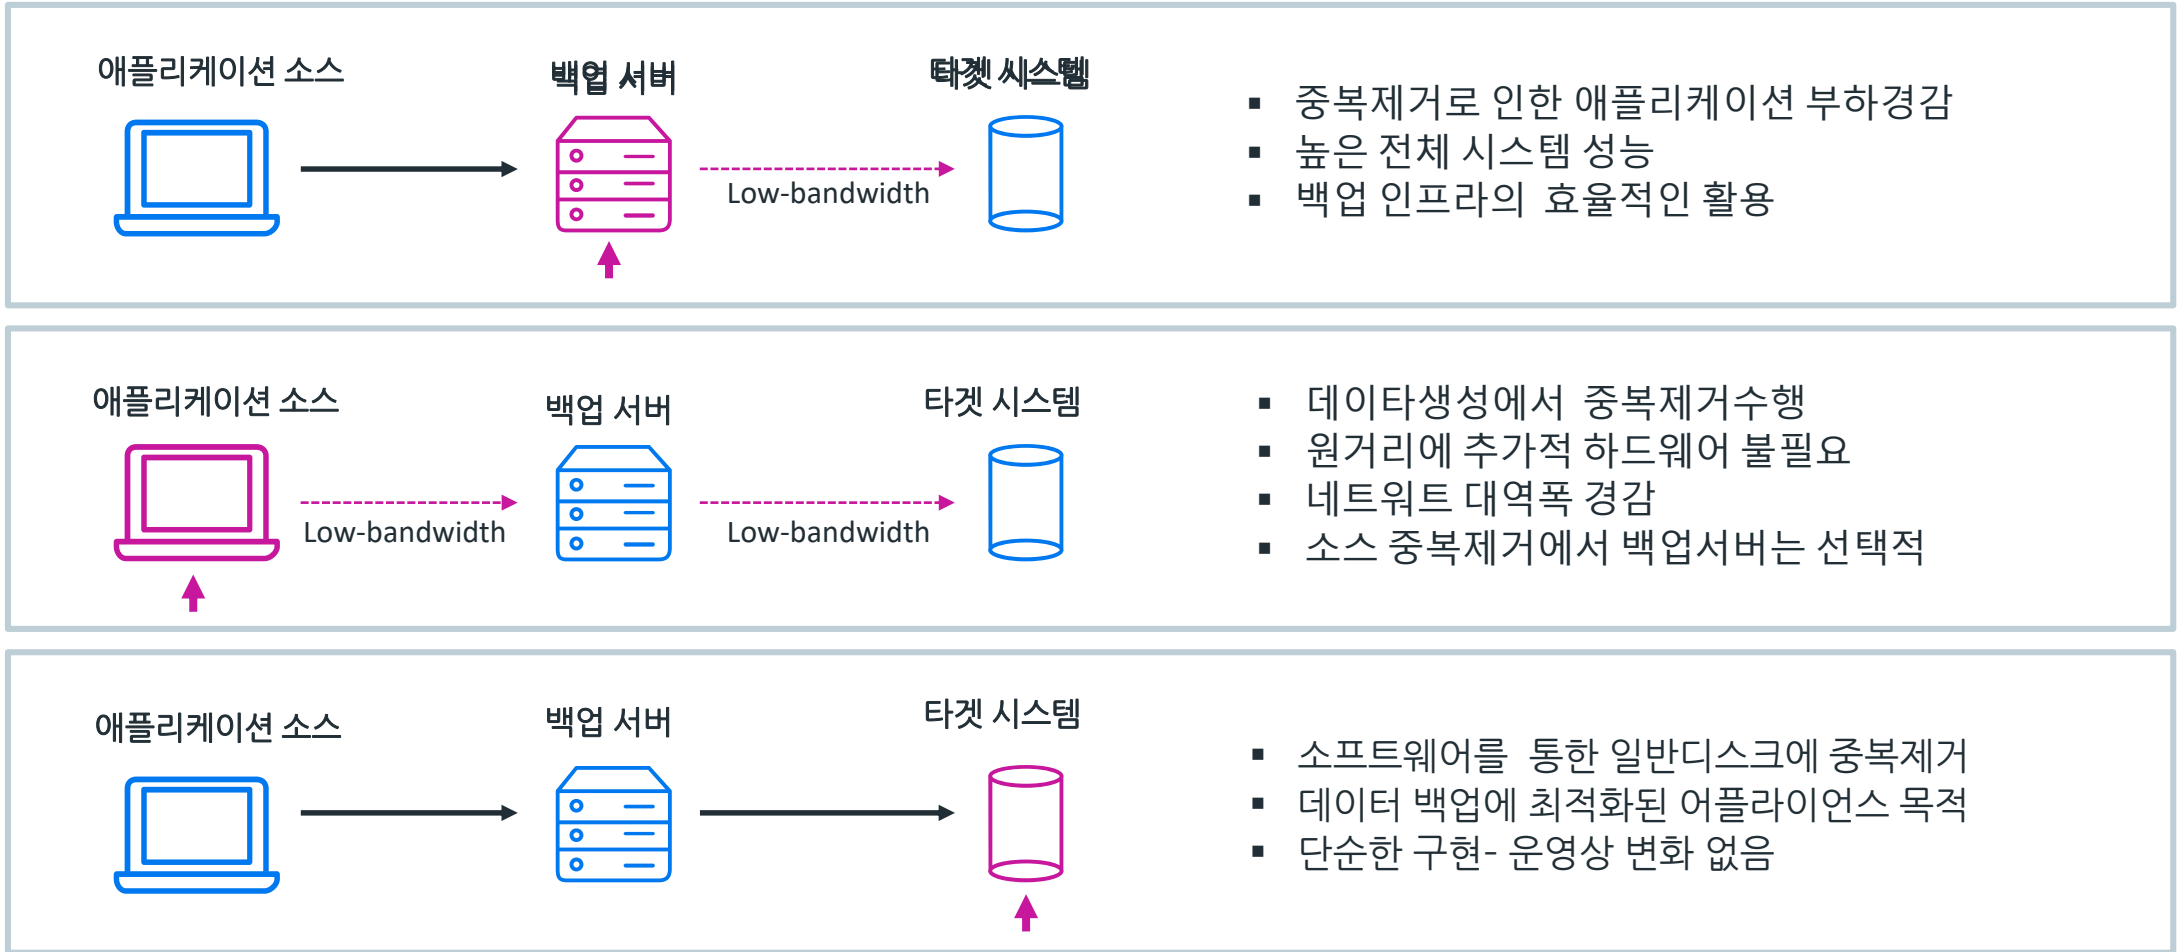 애플리케이션 소스
백업 서버
타겟 시스템
Low-bandwidth
▪ 중복제거로 인한 애플리케이션 부하경감
▪ 높은 전체 시스템 성능
▪ 백업 인프라의 효율적인 활용
애플리케이션 소스
백업 서버
타겟 시스템
Low-bandwidth
Low-bandwidth
▪ 데이타생성에서 중복제거수행
▪ 원거리에 추가적 하드웨어 불필요
▪ 네트워트 대역폭 경감
▪ 소스 중복제거에서 백업서버는 선택적
애플리케이션 소스
백업 서버
타겟 시스템
▪ 소프트웨어를 통한 일반디스크에 중복제거
▪ 데이터 백업에 최적화된 어플라이언스 목적
▪ 단순한 구현- 운영상 변화 없음